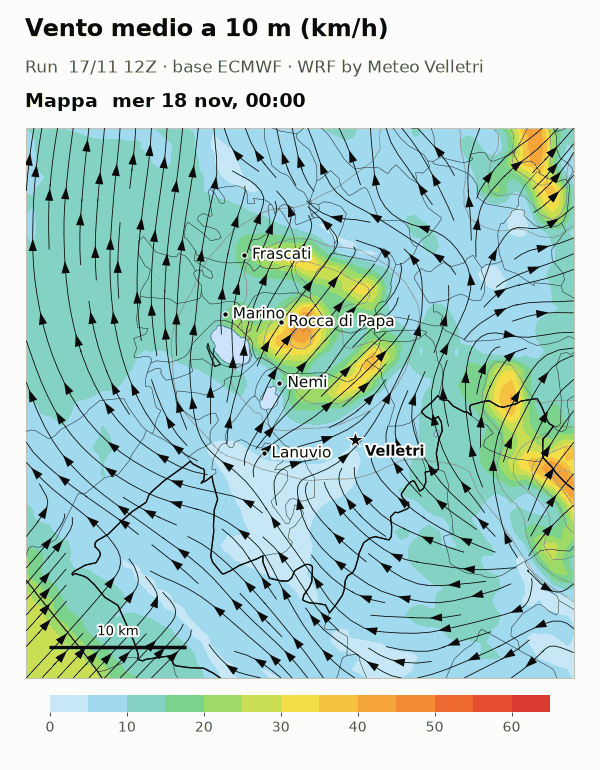 Vento medio a 10 m (km/h)
Run 17/11 12Z · base ECMWF · WRF by Meteo Velletri
Mappa mer 18 nov, 00:00
Frascati
Marino
Rocca di Papa
Nemi
Velletri
Lanuvio
10 km
0 10 20 30 40 50 60